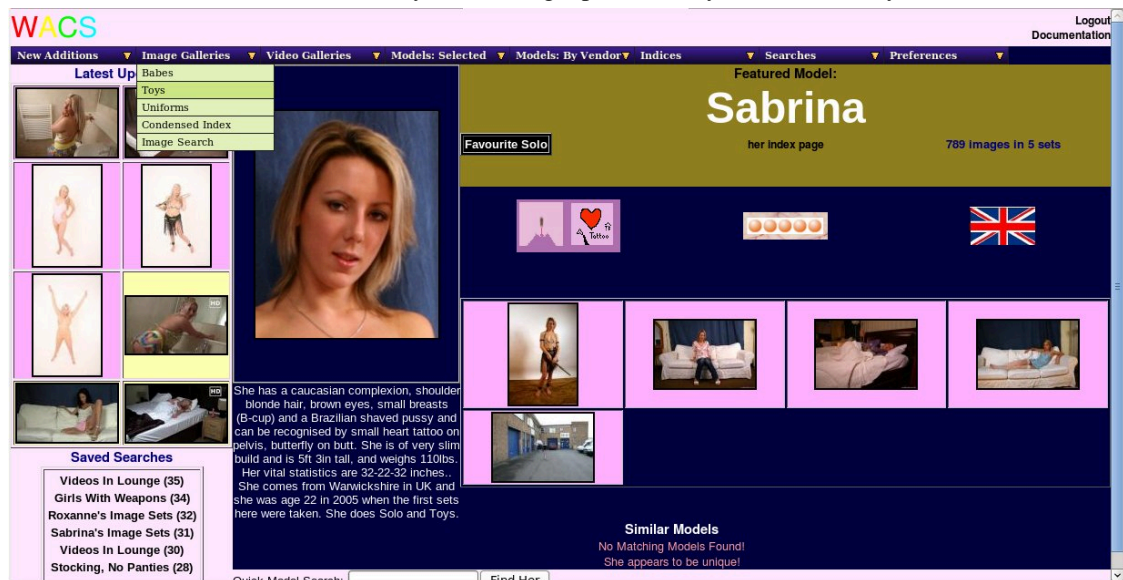 WACS
Logout
Documentation
New Additions
Image Galleries
Video Galleries
Models: Selected
Models: By Vendor
Indices
Searches
Preferences
Babes
Toys
Uniforms
Condensed Index
Image Search
Featured Model:
Sabrina
Favourite Solo
her index page
789 images in 5 sets
Tattoo
HD
HD
She has a caucasian complexion, shoulder
blonde hair, brown eyes, small breasts
(B-cup) and a Brazilian shaved pussy and
can be recognised by small heart tattoo on
pelvis, butterfly on butt. She is of very slim
build and is 5ft 3in tall, and weighs 110lbs.
Her vital statistics are 32-22-32 inches..
She comes from Warwickshire in UK and
she was age 22 in 2005 when the first sets
here were taken. She does Solo and Toys.
Saved Searches
Videos In Lounge (35)
Girls With Weapons (34)
Roxanne's Image Sets (32)
Sabrina's Image Sets (31)
Videos In Lounge (30)
Stocking, No Panties (28)
Similar Models
No Matching Models Found!
She appears to be unique!
Quick Model Search:
Find Her